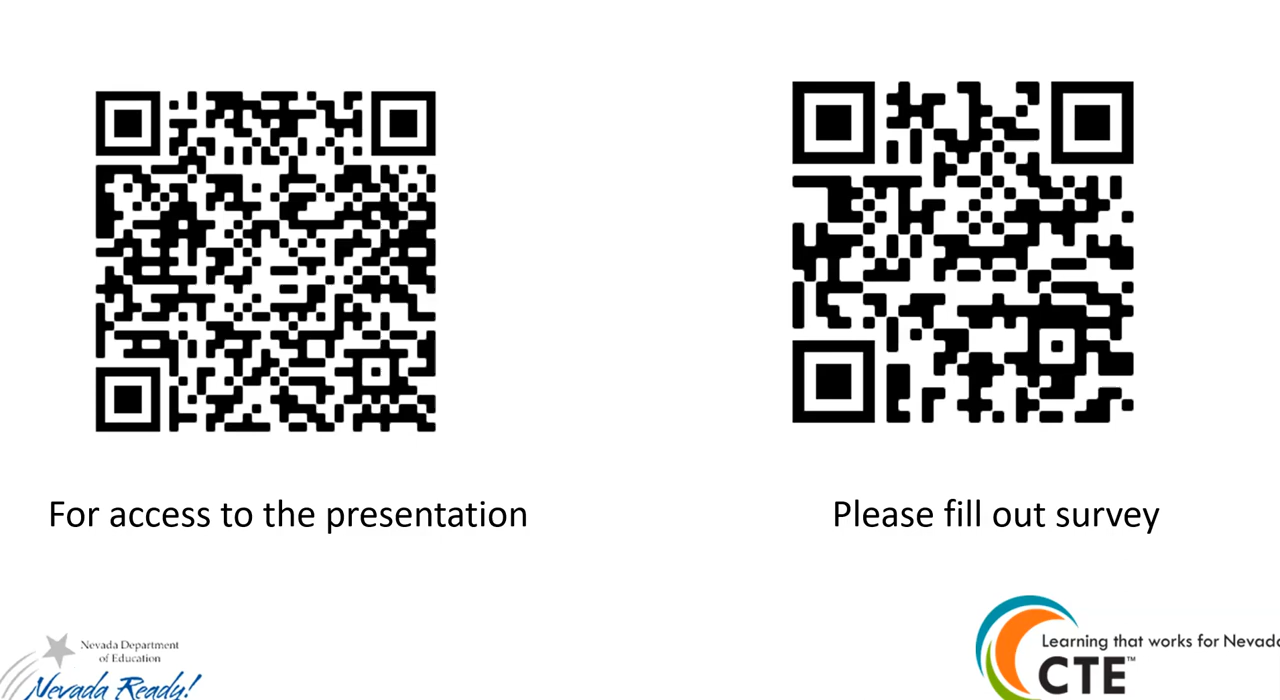 For access to the presentation
Please fill out survey
Nevada Department
of Education
Nevada Ready!
Learning that works for Nevada
CTE™